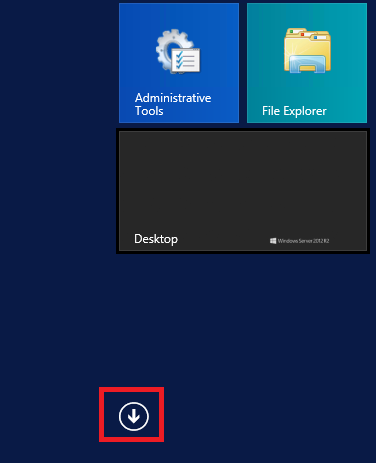 Administrative
Tools
File Explorer
Desktop
Windows Server 2012 R2